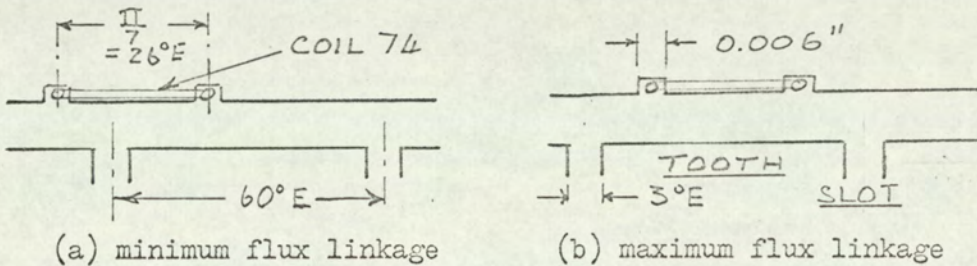 π/7
= 26°E
COIL 74
0.006"
60°E
TOOTH
3°E
SLOT
(a) minimum flux linkage
(b) maximum flux linkage